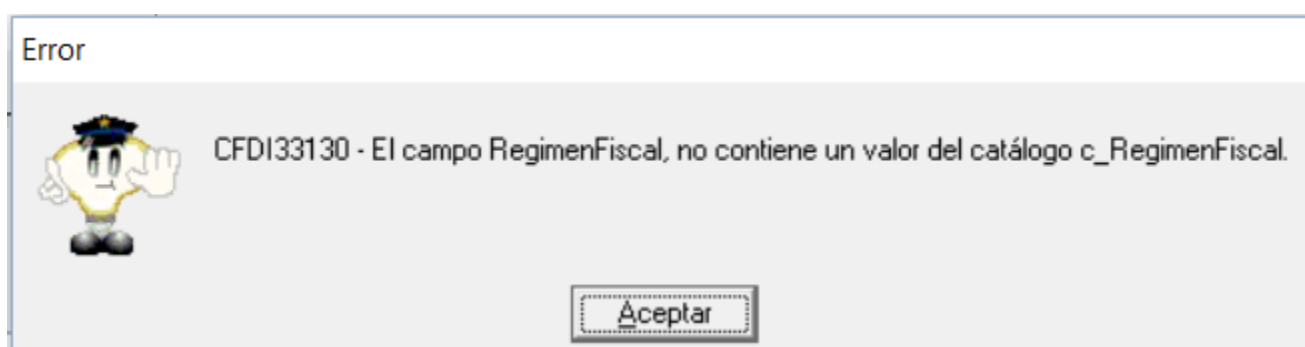 Error
CFDI33130 - El campo RegimenFiscal, no contiene un valor del catálogo c_RegimenFiscal.
Aceptar